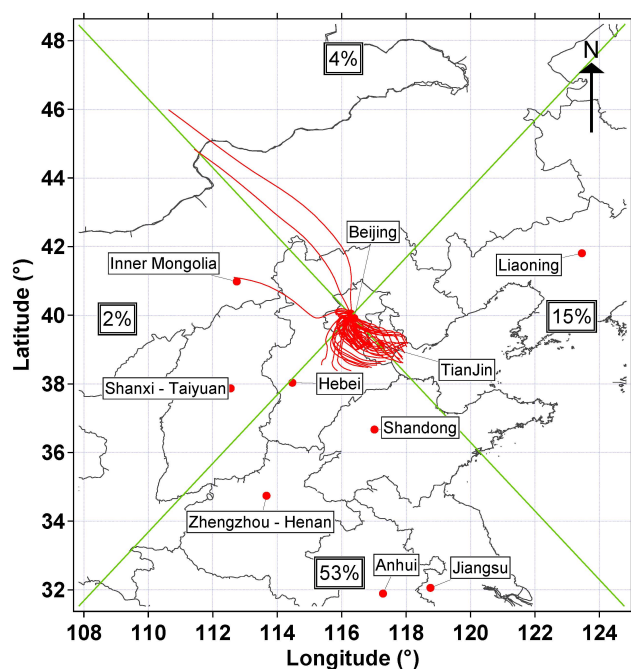 48
46
44
42
40
38
36
34
32
Latitude (°)
4%
N
Beijing
Inner Mongolia
Liaoning
2%
15%
TianJin
Hebei
Shanxi - Taiyuan
Shandong
Zhengzhou - Henan
53%
Anhui
Jiangsu
108 110 112 114 116 118 120 122 124
Longitude (°)